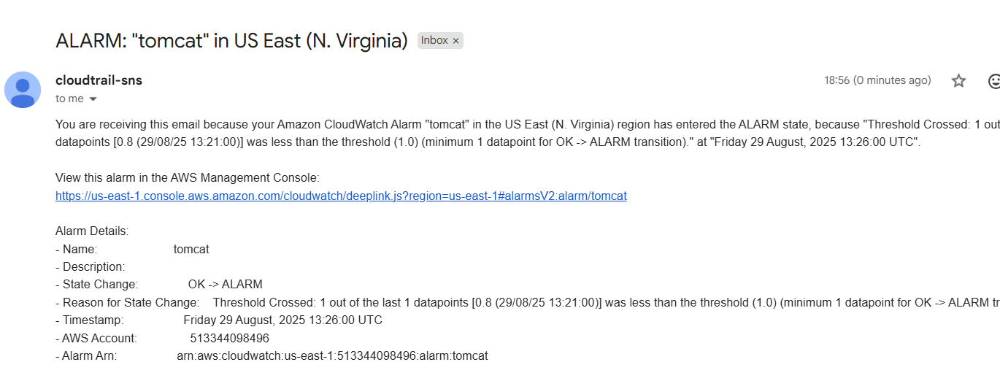 ALARM: "tomcat" in US East (N. Virginia) Inbox ×
cloudtrail-sns 18:56 (0 minutes ago)
to me
You are receiving this email because your Amazon CloudWatch Alarm "tomcat" in the US East (N. Virginia) region has entered the ALARM state, because "Threshold Crossed: 1 out
datapoints [0.8 (29/08/25 13:21:00)] was less than the threshold (1.0) (minimum 1 datapoint for OK -> ALARM transition)." at "Friday 29 August, 2025 13:26:00 UTC".
View this alarm in the AWS Management Console:
https://us-east-1.console.aws.amazon.com/cloudwatch/deeplink.js?region=us-east-1#alarmsV2:alarm/tomcat
Alarm Details:
- Name: tomcat
- Description:
- State Change: OK -> ALARM
- Reason for State Change: Threshold Crossed: 1 out of the last 1 datapoints [0.8 (29/08/25 13:21:00)] was less than the threshold (1.0) (minimum 1 datapoint for OK -> ALARM tr
- Timestamp: Friday 29 August, 2025 13:26:00 UTC
- AWS Account: 513344098496
- Alarm Arn: arn:aws:cloudwatch:us-east-1:513344098496:alarm:tomcat